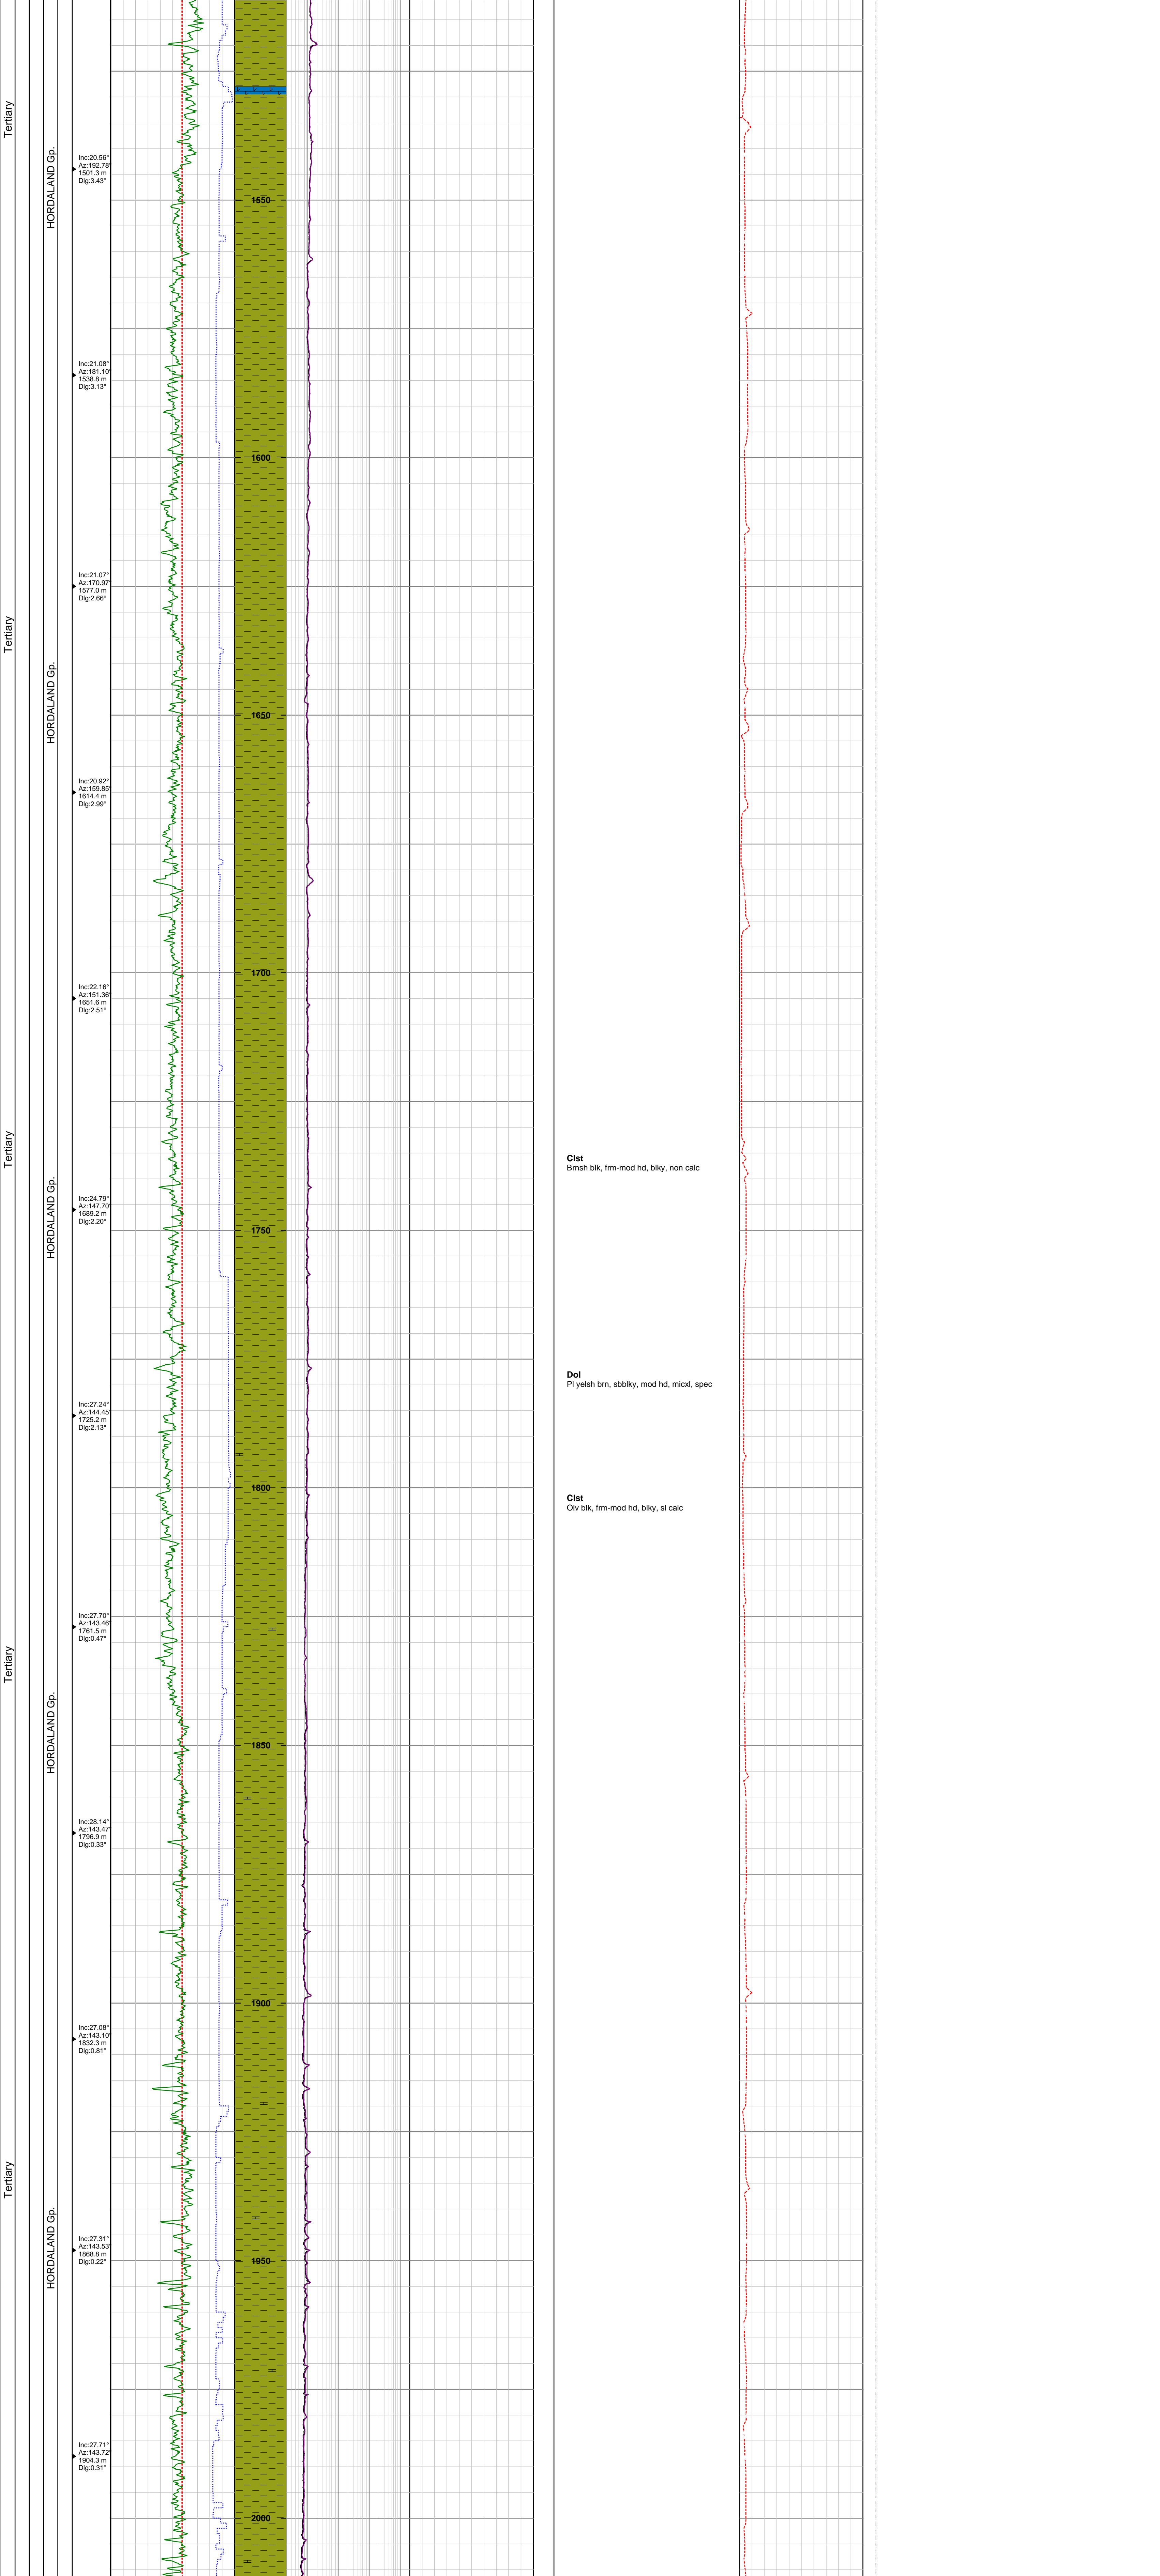 Tertiary
HORDALAND Gp.
Inc:20.56°
Az:192.78°
1501.3 m
Dlg:3.43°
1550
Inc:21.08°
Az:181.10°
1538.8 m
Dlg:3.13°
1600
Inc:21.07°
Az:170.97°
1577.0 m
Dlg:2.66°
Tertiary
HORDALAND Gp.
1650
Inc:20.92°
Az:159.85°
1614.4 m
Dlg:2.99°
1700
Inc:22.16°
Az:151.36°
1651.6 m
Dlg:2.51°
Tertiary
Clst
Brnsh blk, frm-mod hd, blky, non calc
HORDALAND Gp.
Inc:24.79°
Az:147.70°
1689.2 m
Dlg:2.20°
1750
Dol
Pl yelsh brn, sbblky, mod hd, micxl, spec
Inc:27.24°
Az:144.45°
1725.2 m
Dlg:2.13°
1800
Clst
Olv blk, frm-mod hd, blky, sl calc
Inc:27.70°
Az:143.46°
1761.5 m
Dlg:0.47°
Tertiary
HORDALAND Gp.
1850
Inc:28.14°
Az:143.47°
1796.9 m
Dlg:0.33°
1900
Inc:27.08°
Az:143.10°
1832.3 m
Dlg:0.81°
Tertiary
HORDALAND Gp.
Inc:27.31°
Az:143.53°
1868.8 m
Dlg:0.22°
1950
Inc:27.71°
Az:143.72°
1904.3 m
Dlg:0.31°
2000